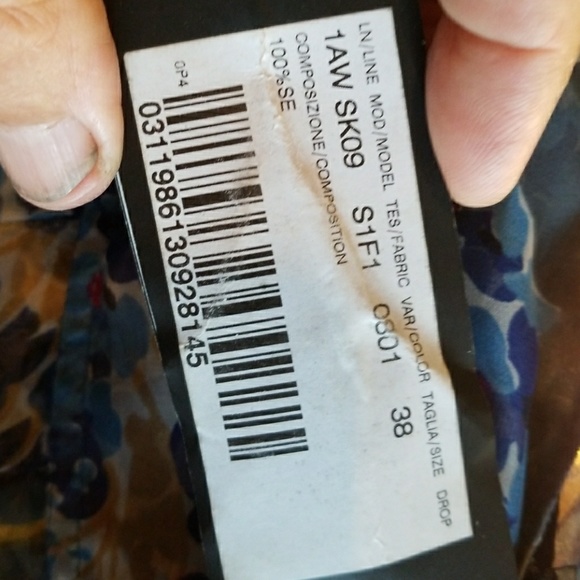 LN/LINE MOD/MODEL TES/FABRIC VAR/COLOR TAGLIA/SIZE DROP
1AW SK09 S1F1 OS01 38
COMPOSIZIONE/COMPOSITION
100%SE
0P4
0311986130928145